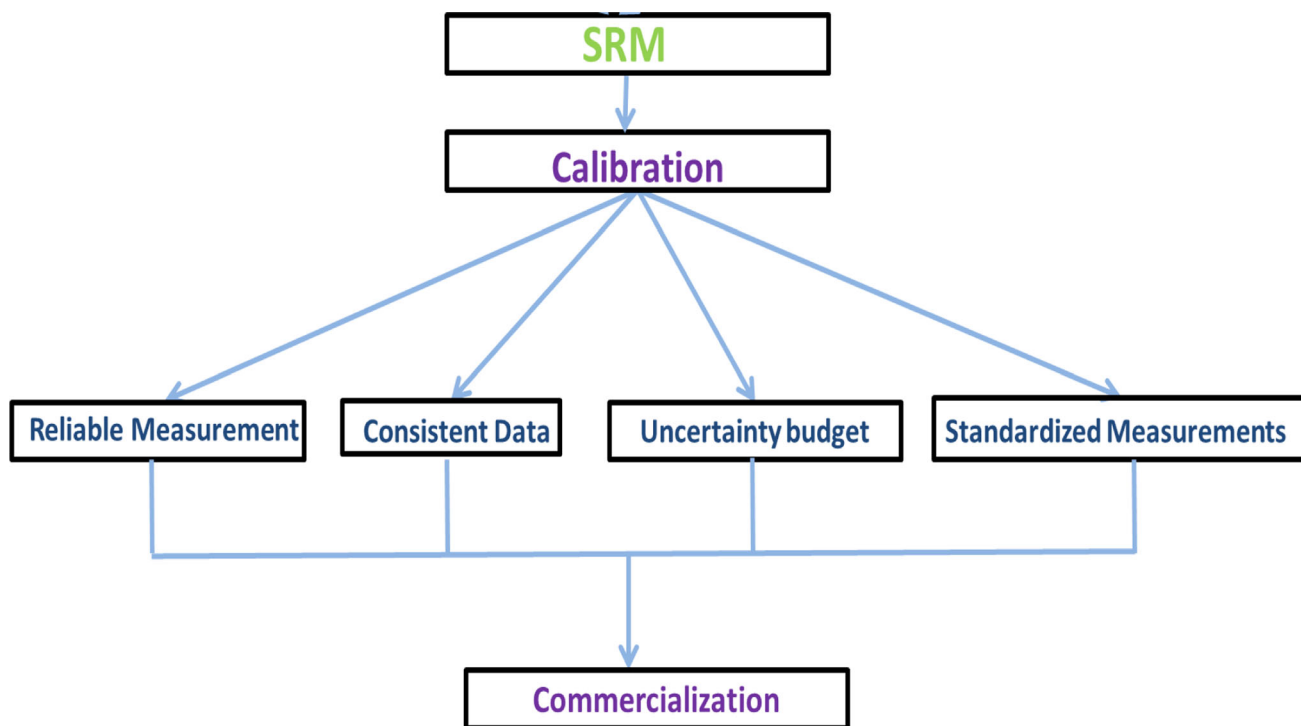 SRM
Calibration
Reliable Measurement
Consistent Data
Uncertainty budget
Standardized Measurements
Commercialization